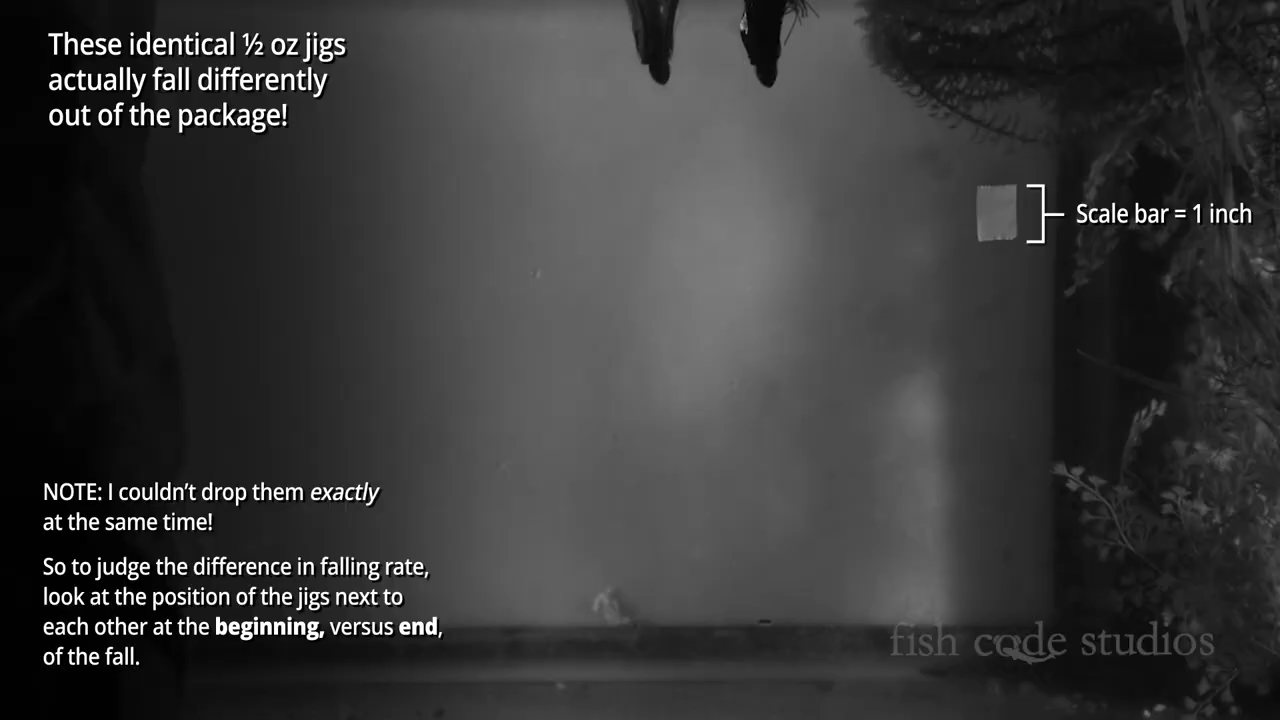 These identical ½ oz jigs
actually fall differently
out of the package!
Scale bar = 1 inch
NOTE: I couldn't drop them exactly
at the same time!
So to judge the difference in falling rate,
look at the position of the jigs next to
each other at the beginning, versus end,
of the fall.
fish code studios